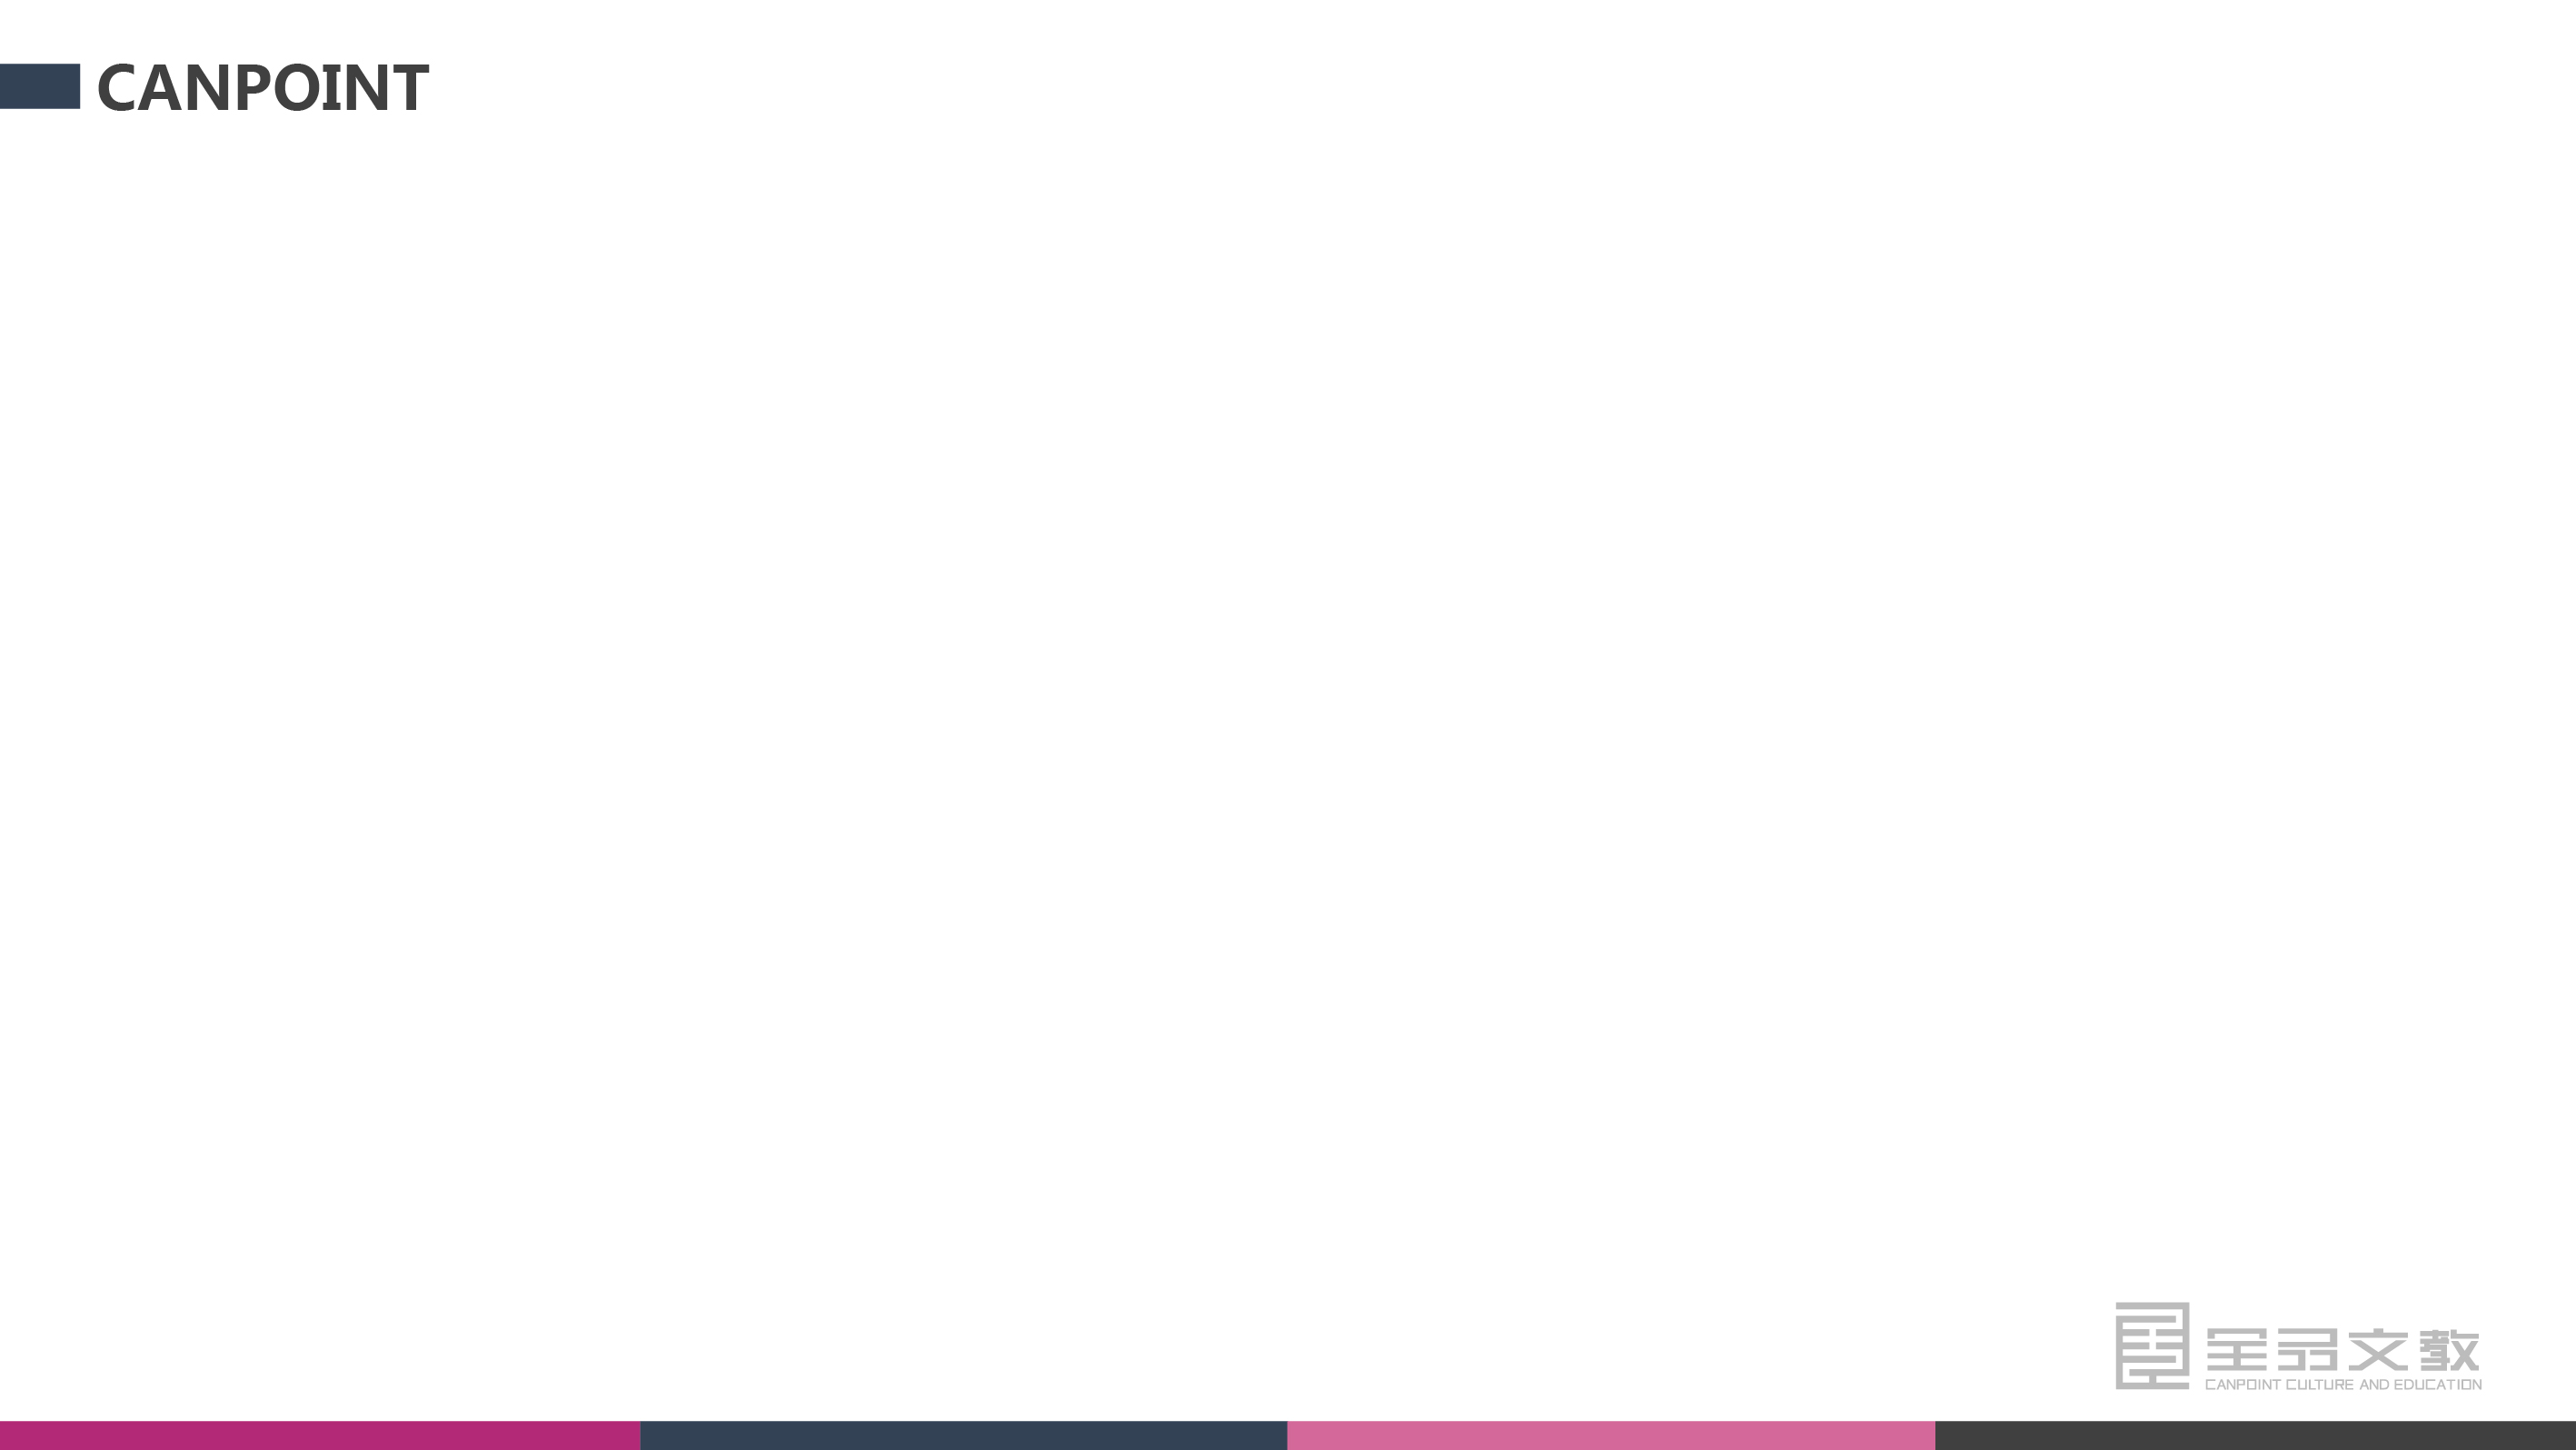 CANPOINT
全品文教
CANPOINT CULTURE AND EDUCATION